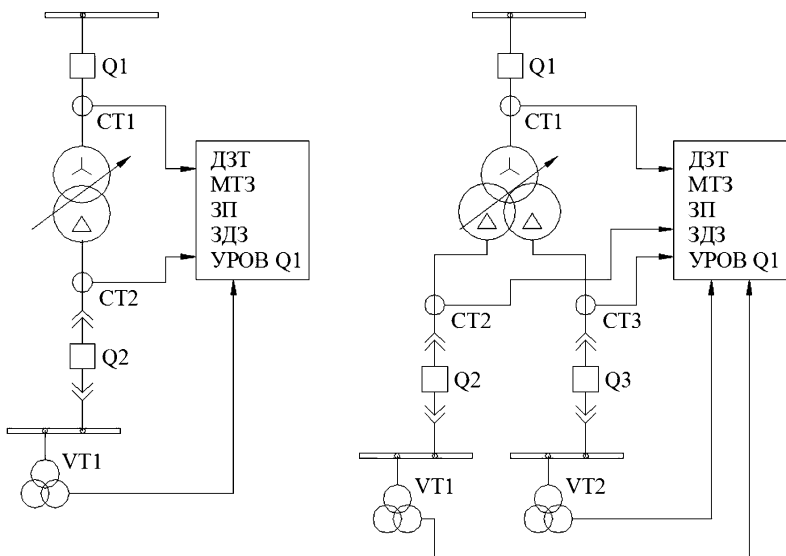 Q1
CT1
ДЗТ
МТЗ
ЗП
ЗДЗ
УРОВ Q1
CT2
Q2
VT1
Q1
CT1
ДЗТ
МТЗ
ЗП
ЗДЗ
УРОВ Q1
CT2
CT3
Q2
Q3
VT1
VT2